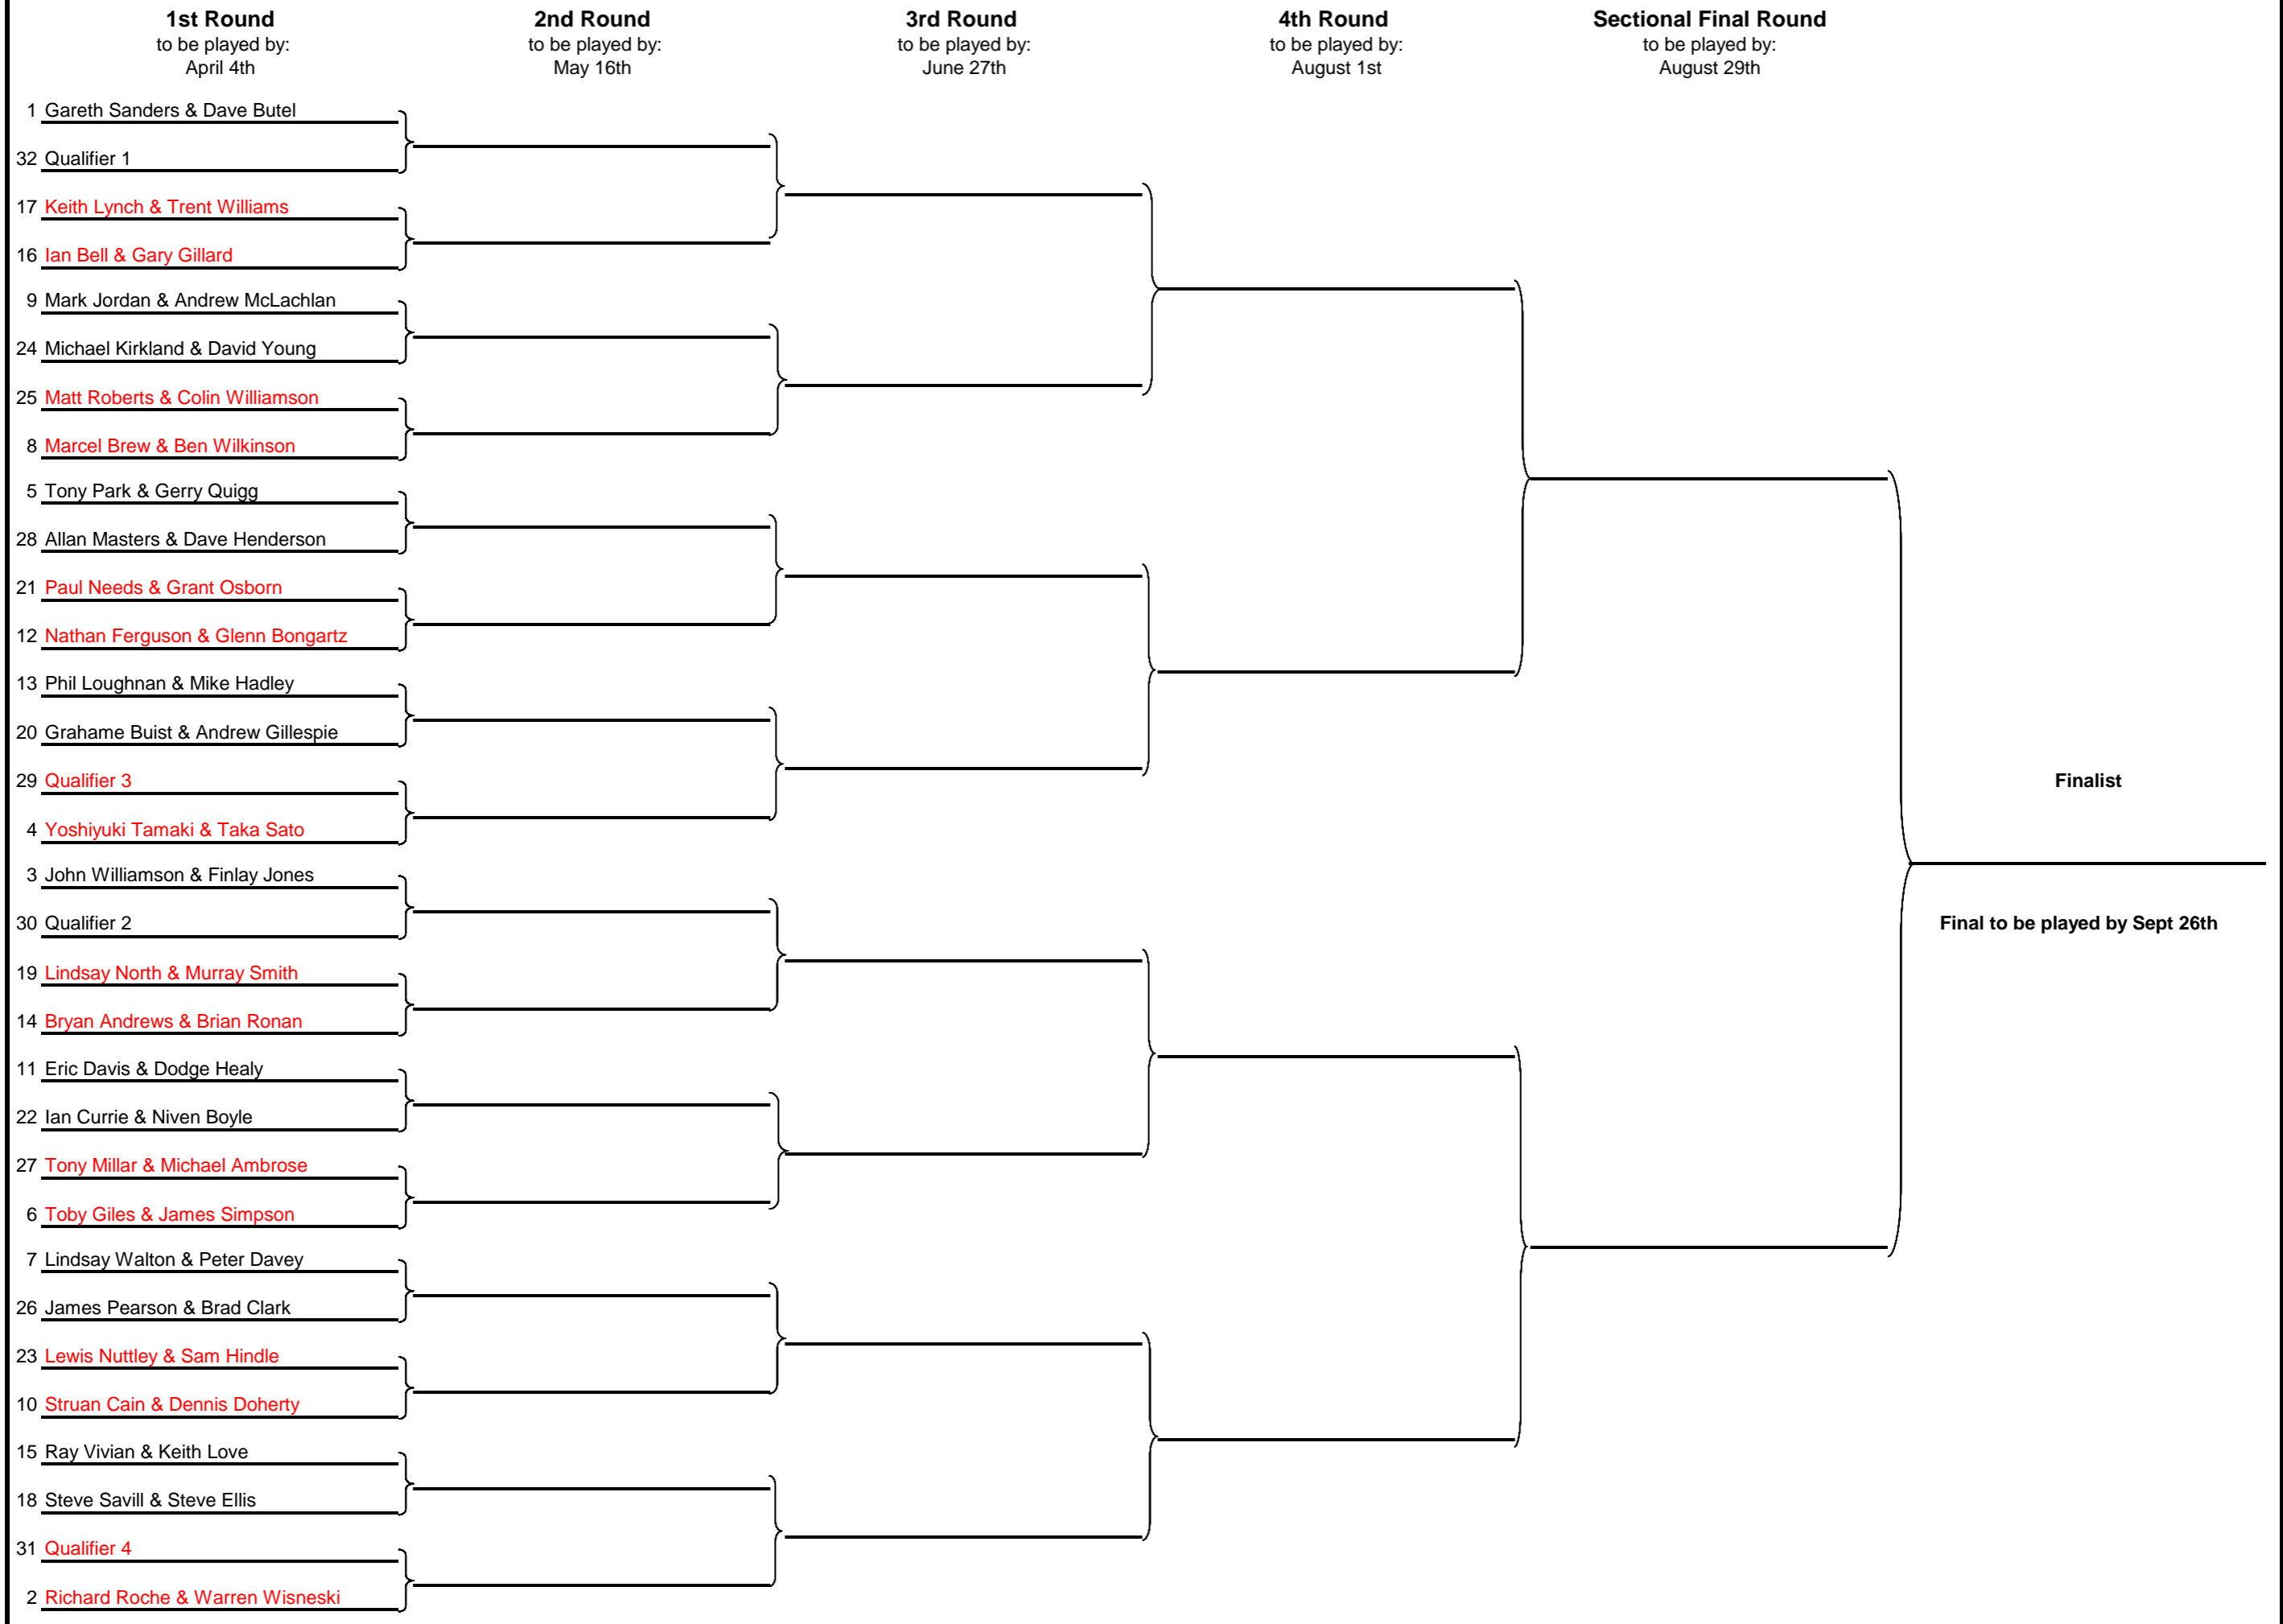 1st Round
to be played by:
April 4th
2nd Round
to be played by:
May 16th
3rd Round
to be played by:
June 27th
4th Round
to be played by:
August 1st
Sectional Final Round
to be played by:
August 29th
1 Gareth Sanders & Dave Butel
32 Qualifier 1
17 Keith Lynch & Trent Williams
16 Ian Bell & Gary Gillard
9 Mark Jordan & Andrew McLachlan
24 Michael Kirkland & David Young
25 Matt Roberts & Colin Williamson
8 Marcel Brew & Ben Wilkinson
5 Tony Park & Gerry Quigg
28 Allan Masters & Dave Henderson
21 Paul Needs & Grant Osborn
12 Nathan Ferguson & Glenn Bongartz
13 Phil Loughnan & Mike Hadley
20 Grahame Buist & Andrew Gillespie
29 Qualifier 3
4 Yoshiyuki Tamaki & Taka Sato
3 John Williamson & Finlay Jones
30 Qualifier 2
19 Lindsay North & Murray Smith
14 Bryan Andrews & Brian Ronan
11 Eric Davis & Dodge Healy
22 Ian Currie & Niven Boyle
27 Tony Millar & Michael Ambrose
6 Toby Giles & James Simpson
7 Lindsay Walton & Peter Davey
26 James Pearson & Brad Clark
23 Lewis Nuttley & Sam Hindle
10 Struan Cain & Dennis Doherty
15 Ray Vivian & Keith Love
18 Steve Savill & Steve Ellis
31 Qualifier 4
2 Richard Roche & Warren Wisneski
Finalist
Final to be played by Sept 26th